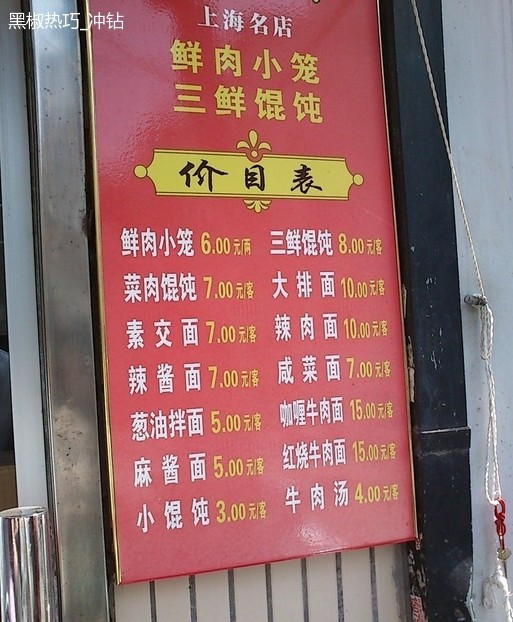 黑椒热巧_冲钻
上海名店
鲜肉小笼
三鲜馄饨
价目表
鲜肉小笼 6.00元/两 三鲜馄饨 8.00元/客
菜肉馄饨 7.00元/客 大排面 10.00元/客
素交面 7.00元/客 辣肉面 10.00元/客
辣酱面 7.00元/客 咸菜面 7.00元/客
葱油拌面 5.00元/客 咖喱牛肉面 15.00元/客
麻酱面 5.00元/客 红烧牛肉面 15.00元/客
小馄饨 3.00元/客 牛肉汤 4.00元/客